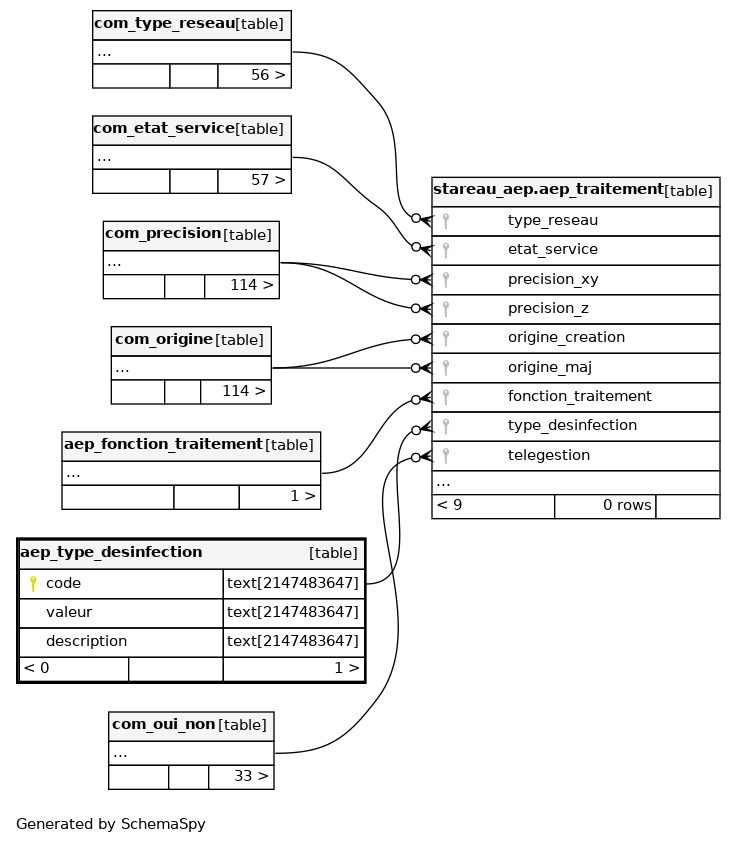 com_type_reseau [table]
...
56 >
com_etat_service [table]
...
57 >
com_precision [table]
...
114 >
com_origine [table]
...
114 >
aep_fonction_traitement [table]
...
1 >
aep_type_desinfection [table]
code text[2147483647]
valeur text[2147483647]
description text[2147483647]
< 0 1 >
com_oui_non [table]
...
33 >
stareau_aep.aep_traitement [table]
type_reseau
etat_service
precision_xy
precision_z
origine_creation
origine_maj
fonction_traitement
type_desinfection
telegestion
...
< 9 0 rows
Generated by SchemaSpy